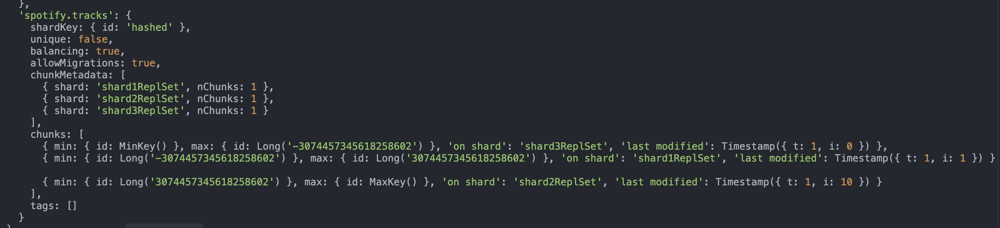 },
'spotify.tracks': {
shardKey: { id: 'hashed' },
unique: false,
balancing: true,
allowMigrations: true,
chunkMetadata: [
{ shard: 'shard1ReplSet', nChunks: 1 },
{ shard: 'shard2ReplSet', nChunks: 1 },
{ shard: 'shard3ReplSet', nChunks: 1 }
],
chunks: [
{ min: { id: MinKey() }, max: { id: Long('-3074457345618258602') }, 'on shard': 'shard3ReplSet', 'last modified': Timestamp({ t: 1, i: 0 }) },
{ min: { id: Long('-3074457345618258602') }, max: { id: Long('3074457345618258602') }, 'on shard': 'shard1ReplSet', 'last modified': Timestamp({ t: 1, i: 1 }) }
{ min: { id: Long('3074457345618258602') }, max: { id: MaxKey() }, 'on shard': 'shard2ReplSet', 'last modified': Timestamp({ t: 1, i: 10 }) }
],
tags: []
}